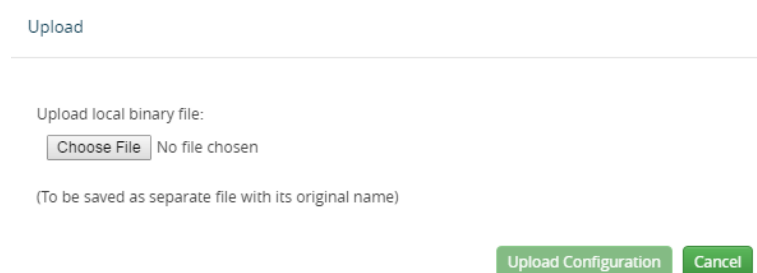 Upload
Upload local binary file:
Choose File No file chosen
(To be saved as separate file with its original name)
Upload Configuration Cancel